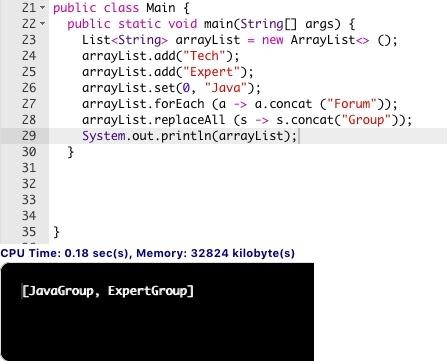 21 public class Main {
22 public static void main(String[] args) {
23 List<String> arrayList = new ArrayList<> ();
24 arrayList.add("Tech");
25 arrayList.add("Expert");
26 arrayList.set(0, "Java");
27 arrayList.forEach (a -> a.concat ("Forum"));
28 arrayList.replaceAll (s -> s.concat("Group"));
29 System.out.println(arrayList);
30 }
31
32
33
34
35 }
CPU Time: 0.18 sec(s), Memory: 32824 kilobyte(s)
[JavaGroup, ExpertGroup]